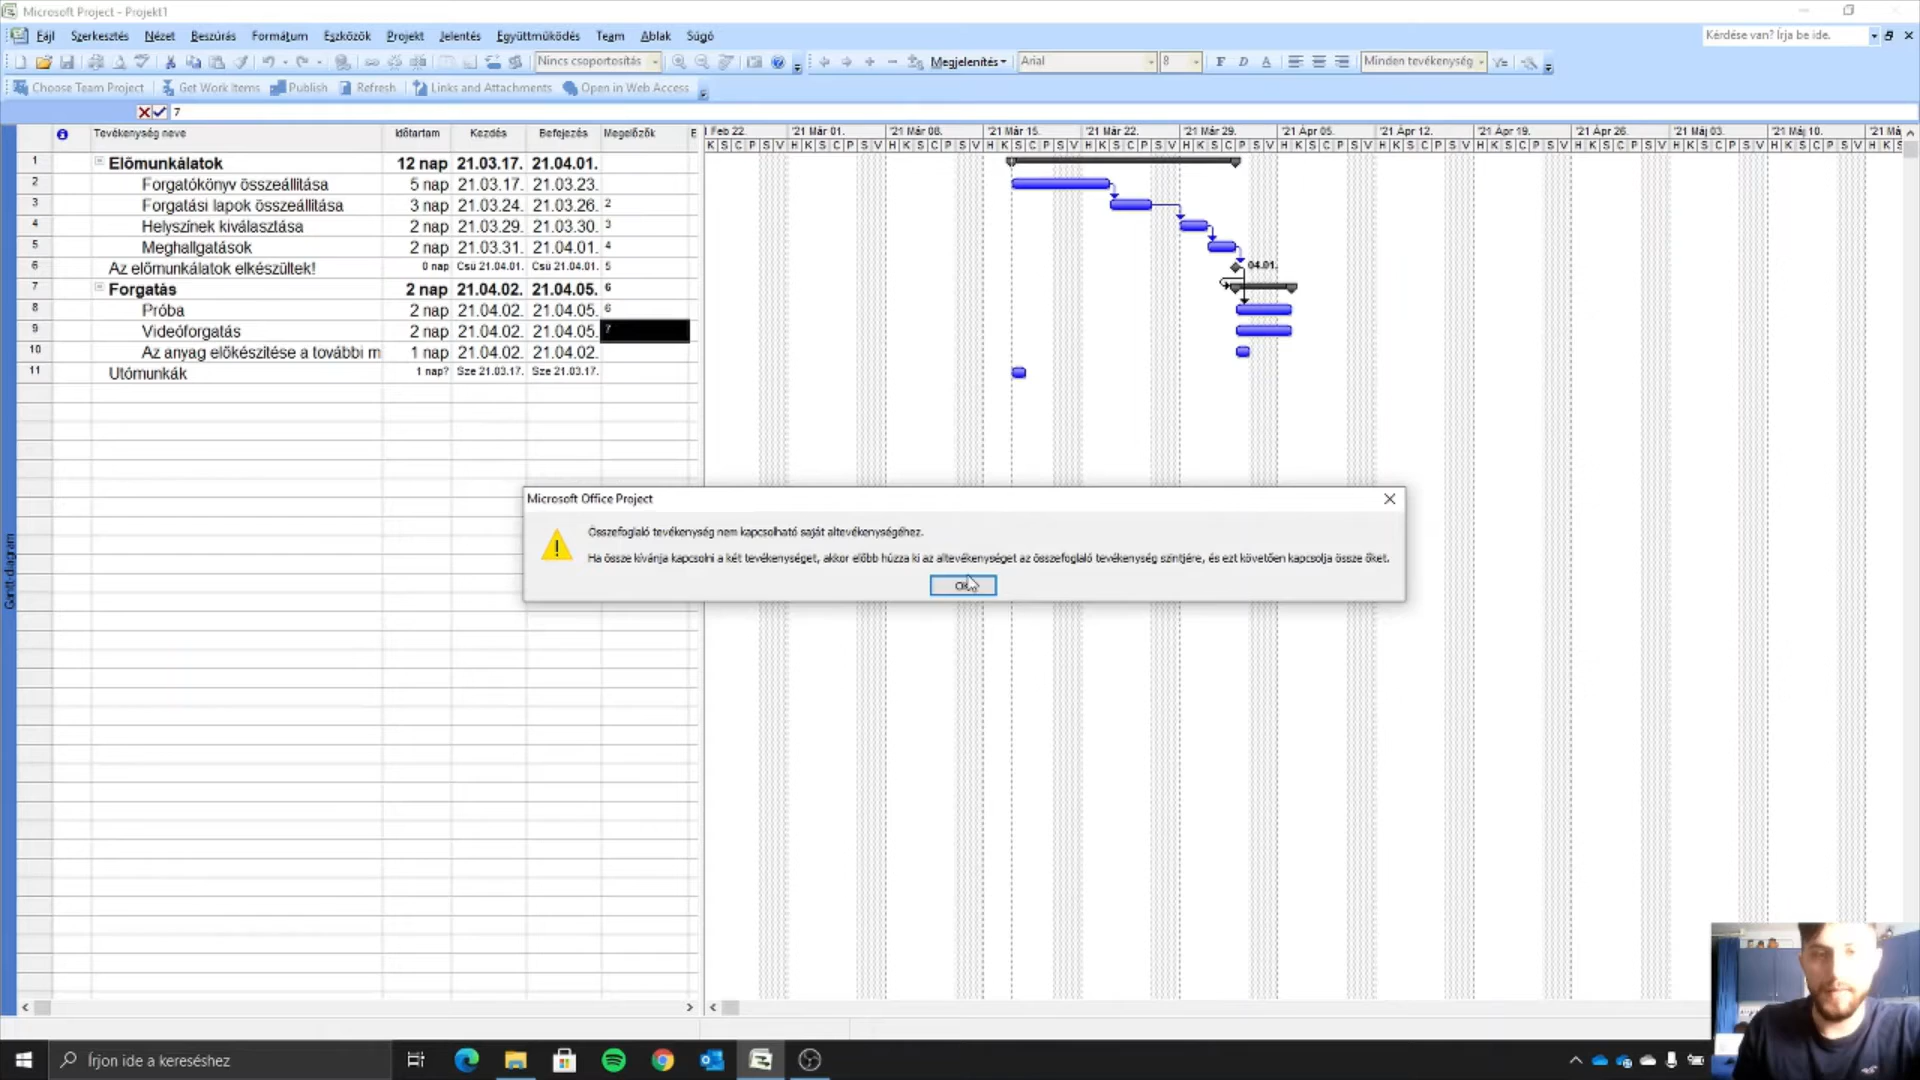 Microsoft Project - Projekt1
Fájl Szerkesztés Nézet Beszúrás Formátum Eszközök Projekt Jelentés Együttműködés Team Ablak Súgó
Kérdése van? Írja be ide.
Nincs csoportosítás
Megjelenítés
Arial
8
F D A
Minden tevékenység
Choose Team Project Get Work Items Publish Refresh Links and Attachments Open in Web Access
7
Tevékenység neve Időtartam Kezdés Befejezés Megelőzők E
Feb 22. '21 Már 01. '21 Már 08. '21 Már 15. '21 Már 22. '21 Már 29. '21 Ápr 05. '21 Ápr 12. '21 Ápr 19. '21 Ápr 26. '21 Máj 03. '21 Máj 10. '21 Má
1 Előmunkálatok 12 nap 21.03.17. 21.04.01.
2 Forgatókönyv összeállítása 5 nap 21.03.17. 21.03.23.
3 Forgatási lapok összeállítása 3 nap 21.03.24. 21.03.26. 2
4 Helyszínek kiválasztása 2 nap 21.03.29. 21.03.30. 3
5 Meghallgatások 2 nap 21.03.31. 21.04.01. 4
6 Az előmunkálatok elkészültek! 0 nap Csü 21.04.01. Csü 21.04.01. 5
04.01.
7 Forgatás 2 nap 21.04.02. 21.04.05. 6
8 Próba 2 nap 21.04.02. 21.04.05. 6
9 Videóforgatás 2 nap 21.04.02. 21.04.05. 7
10 Az anyag előkészítése a további m 1 nap 21.04.02. 21.04.02.
11 Utómunkák 1 nap? Sze 21.03.17. Sze 21.03.17.
Gantt-diagram
Microsoft Office Project
Összefoglaló tevékenység nem kapcsolható saját altevékenységéhez.
Ha össze kívánja kapcsolni a két tevékenységet, akkor előbb húzza ki az altevékenységet az összefoglaló tevékenység szintjére, és ezt követően kapcsolja össze őket.
OK
Írjon ide a kereséshez